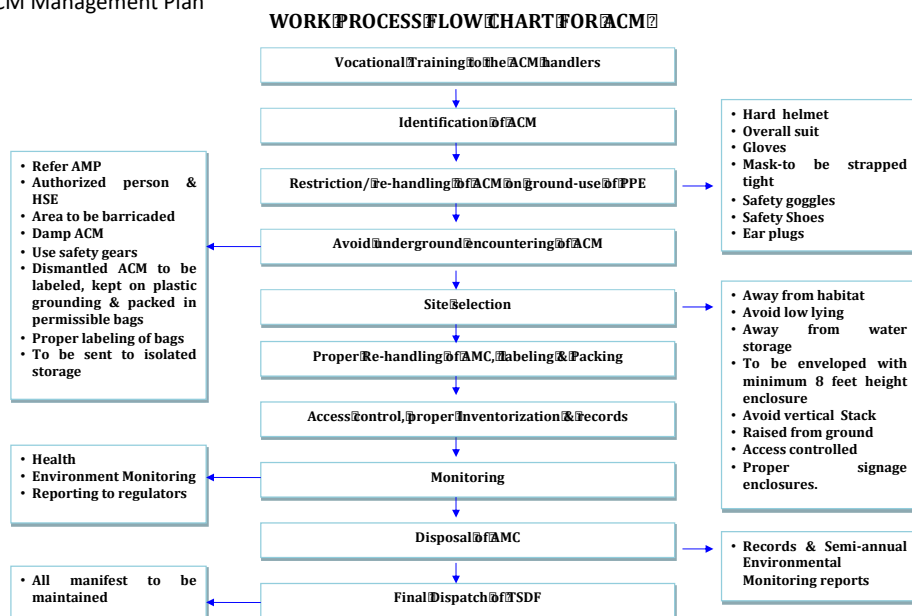 CM Management Plan
WORK PROCESS FLOW CHART FOR ACM
Vocational Training to the ACM handlers
Identification of ACM
Restriction/ re-handling of ACM on ground-use of PPE
• Hard helmet
• Overall suit
• Gloves
• Mask-to be strapped
tight
• Safety goggles
• Safety Shoes
• Ear plugs
Avoid underground encountering of ACM
• Refer AMP
• Authorized person &
HSE
• Area to be barricaded
• Damp ACM
• Use safety gears
• Dismantled ACM to be
labeled, kept on plastic
grounding & packed in
permissible bags
• Proper labeling of bags
• To be sent to isolated
storage
Site selection
• Away from habitat
• Avoid low lying
• Away from water
storage
• To be enveloped with
minimum 8 feet height
enclosure
• Avoid vertical Stack
• Raised from ground
• Access controlled
• Proper signage
enclosures.
Proper Re-handling of AMC, labeling & Packing
Access control, proper Inventorization & records
Monitoring
• Health
• Environment Monitoring
• Reporting to regulators
Disposal of AMC
• Records & Semi-annual
Environmental
Monitoring reports
Final Dispatch of TSDF
• All manifest to be
maintained